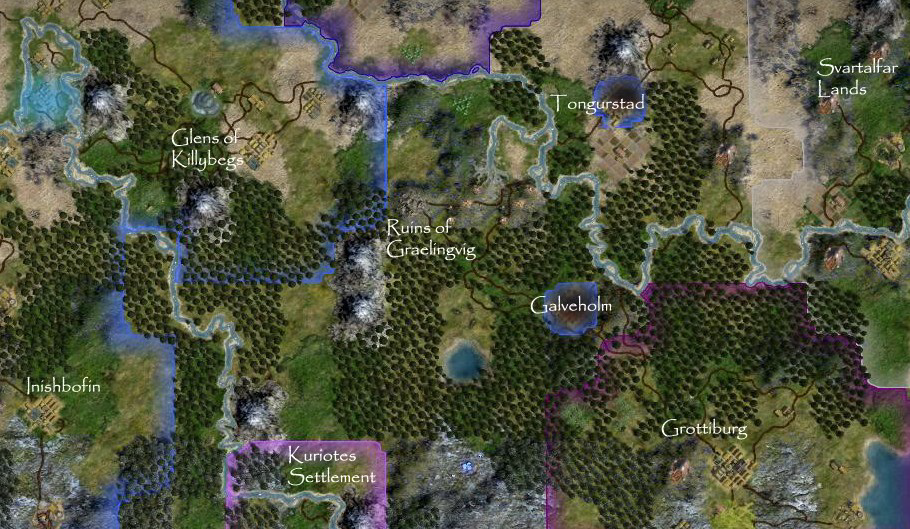 Svartalfar
Lands
Tongurstad
Glens of
Killybegs
Ruins of
Graelingvig
Galveholm
Inishbofin
Grottiburg
Kuriotes
Settlement